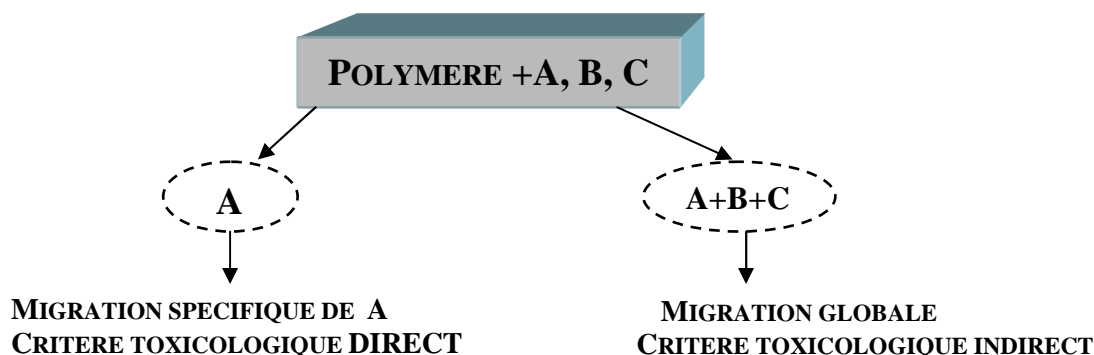 POLYMERE +A, B, C
A
A+B+C
MIGRATION SPECIFIQUE DE A
CRITERE TOXICOLOGIQUE DIRECT
MIGRATION GLOBALE
CRITERE TOXICOLOGIQUE INDIRECT